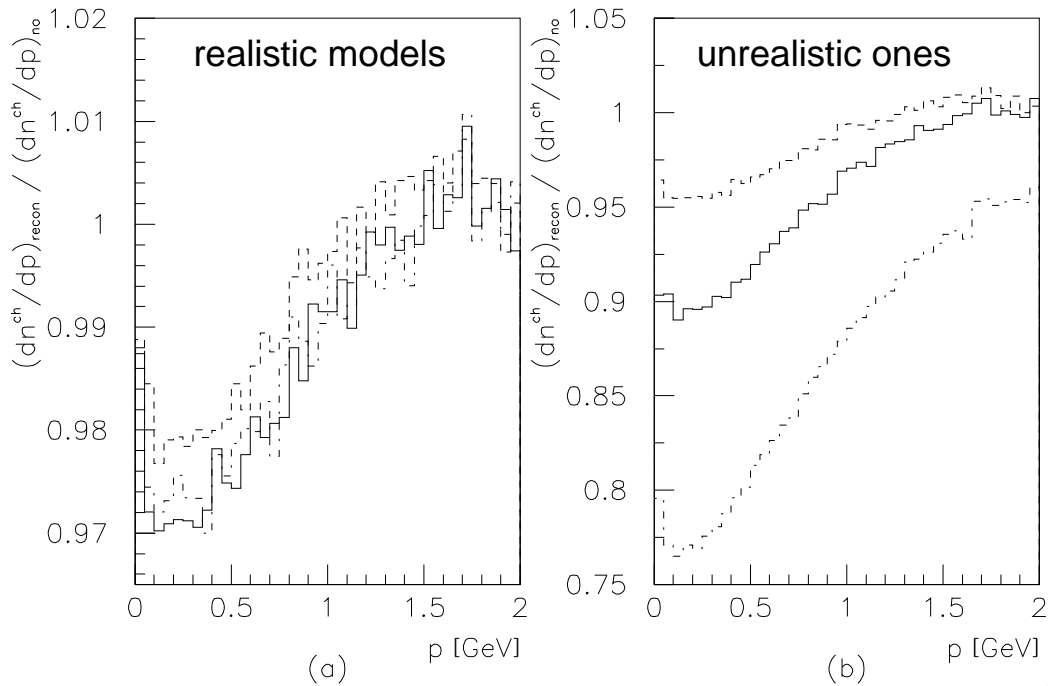 realistic models
(dn^ch/dp)_recon / (dn^ch/dp)_no
1.02
1.01
1
0.99
0.98
0.97
0 0.5 1 1.5 2
p [GeV]
(a)
unrealistic ones
(dn^ch/dp)_recon / (dn^ch/dp)_no
1.05
1
0.95
0.9
0.85
0.8
0.75
0 0.5 1 1.5 2
p [GeV]
(b)